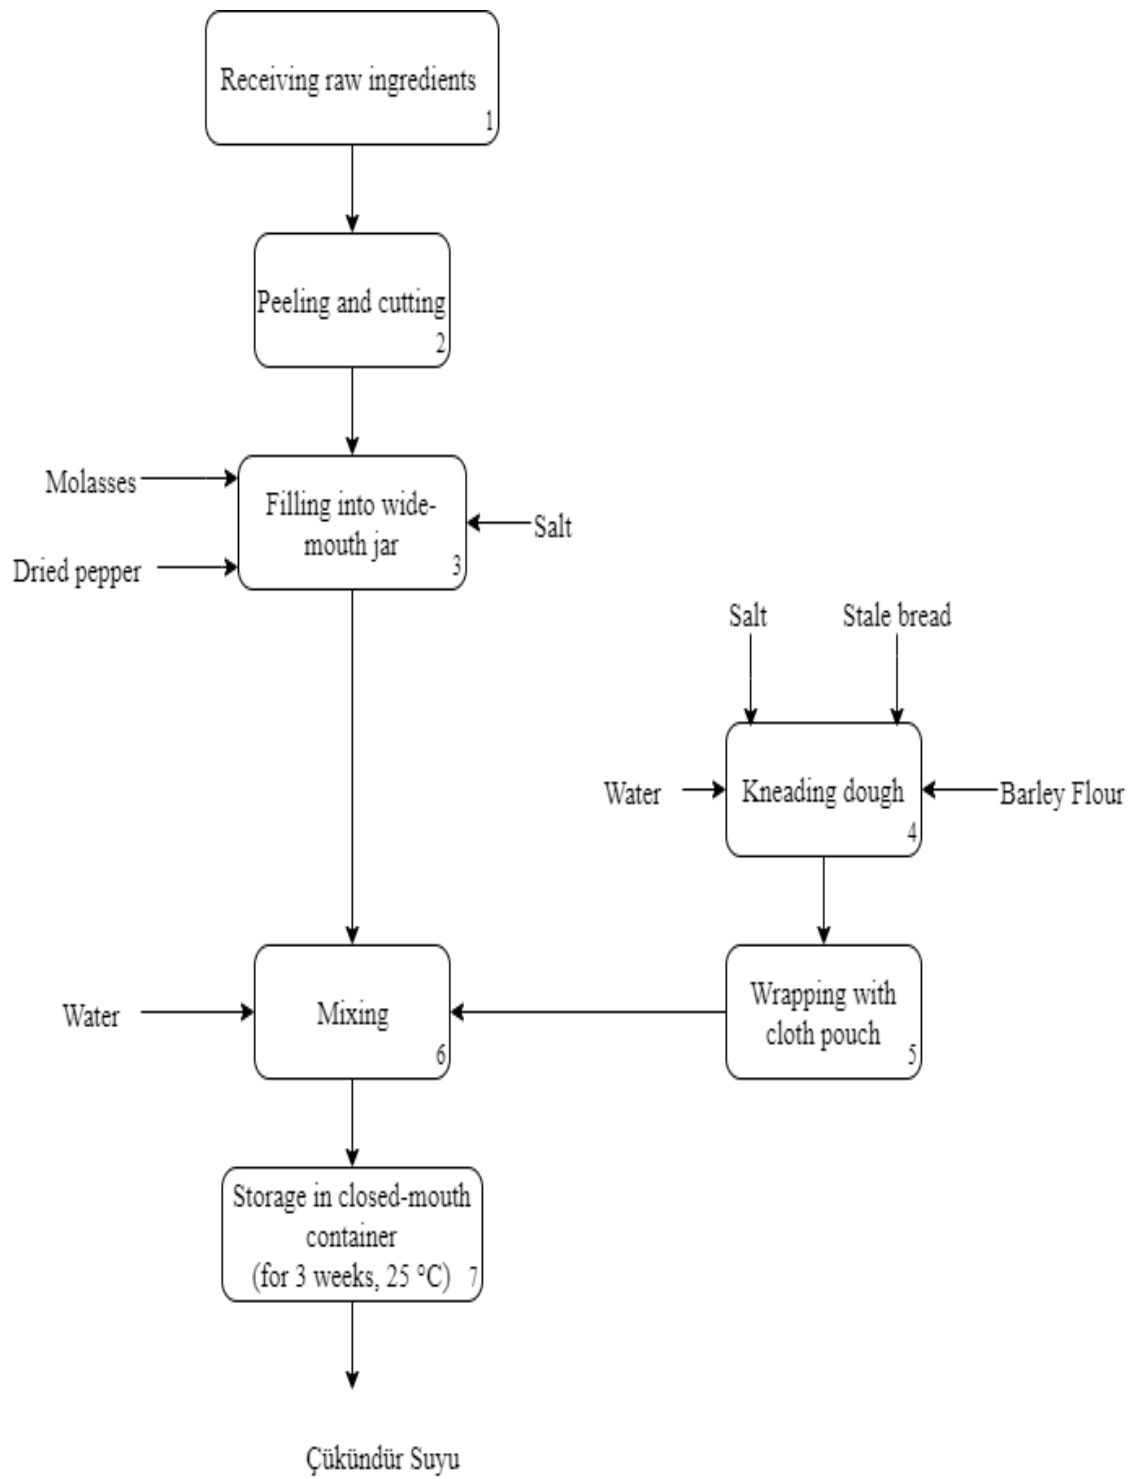 Receiving raw ingredients
1
Peeling and cutting
2
Molasses
Filling into wide-
mouth jar
Salt
3
Dried pepper
Salt
Stale bread
Water
Kneading dough
Barley Flour
4
Water
Mixing
6
Wrapping with
cloth pouch
5
Storage in closed-mouth
container
(for 3 weeks, 25 °C)
7
Çükündür Suyu